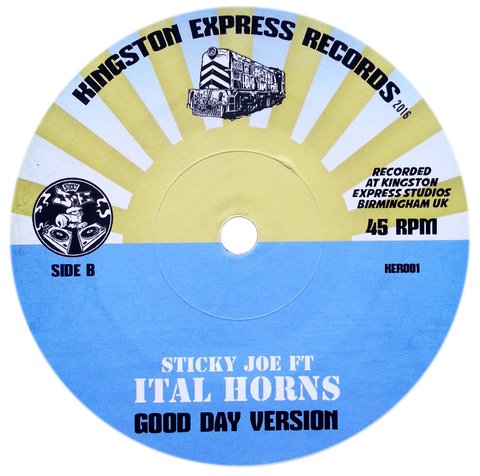 KINGSTON EXPRESS RECORDS
2016
RECORDED
AT KINGSTON
EXPRESS STUDIOS
BIRMINGHAM UK
45 RPM
SIDE B
KER001
STICKY JOE FT
ITAL HORNS
GOOD DAY VERSION